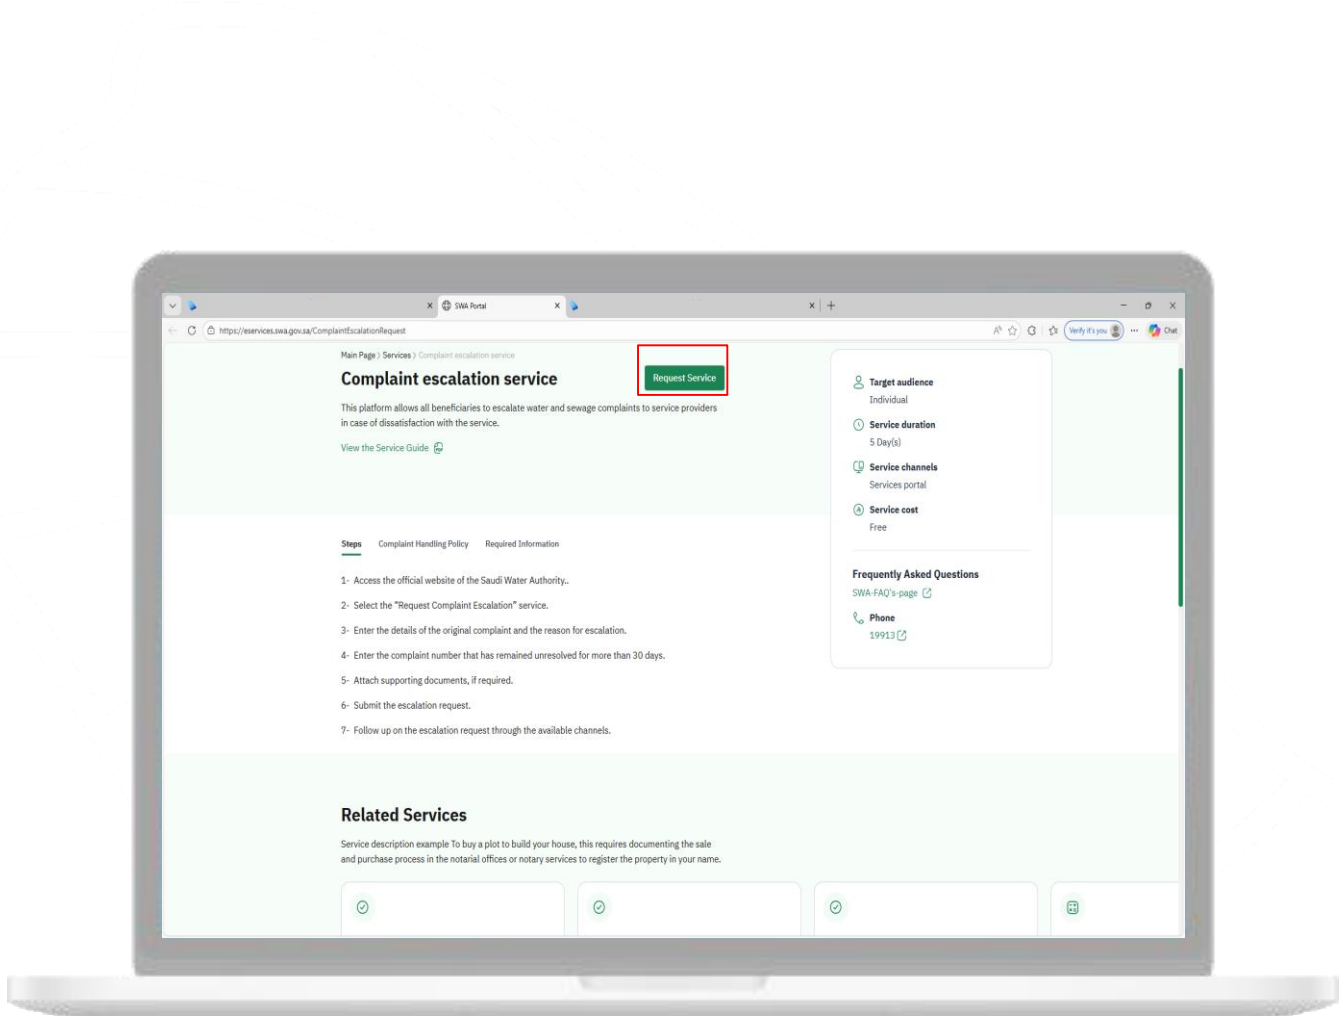 SWA Portal
https://eservices.swa.gov.sa/ComplaintEscalationRequest
Verify it's you
Chat
Main Page > Services > Complaint escalation service
Complaint escalation service
Request Service
This platform allows all beneficiaries to escalate water and sewage complaints to service providers
in case of dissatisfaction with the service.
View the Service Guide
Target audience
Individual
Service duration
5 Day(s)
Service channels
Services portal
Service cost
Free
Frequently Asked Questions
SWA-FAQ's-page
Phone
19913
Steps Complaint Handling Policy Required Information
1- Access the official website of the Saudi Water Authority..
2- Select the "Request Complaint Escalation" service.
3- Enter the details of the original complaint and the reason for escalation.
4- Enter the complaint number that has remained unresolved for more than 30 days.
5- Attach supporting documents, if required.
6- Submit the escalation request.
7- Follow up on the escalation request through the available channels.
Related Services
Service description example To buy a plot to build your house, this requires documenting the sale
and purchase process in the notarial offices or notary services to register the property in your name.